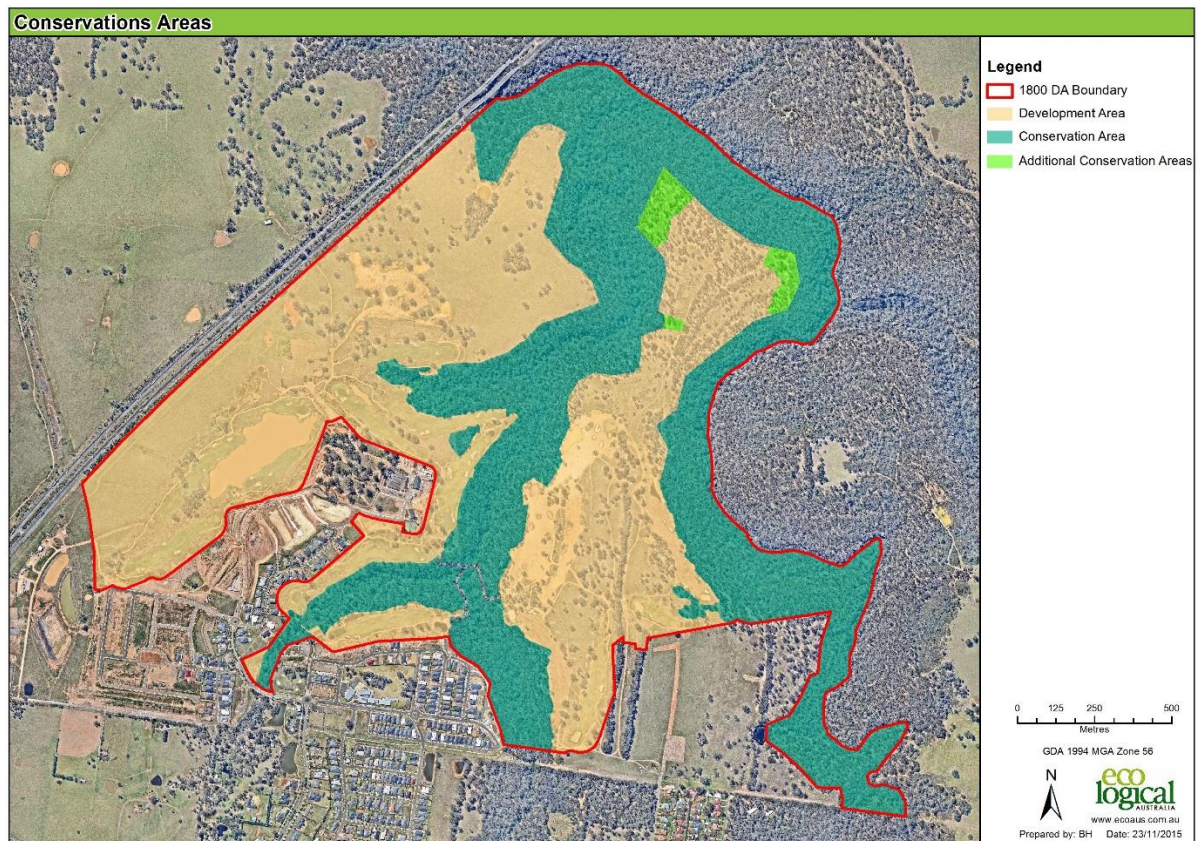 Conservations Areas
Legend
1800 DA Boundary
Development Area
Conservation Area
Additional Conservation Areas
0 125 250 500
Metres
GDA 1994 MGA Zone 56
N
eco
logical
AUSTRALIA
www.ecoaus.com.au
Prepared by: BH Date: 23/11/2015